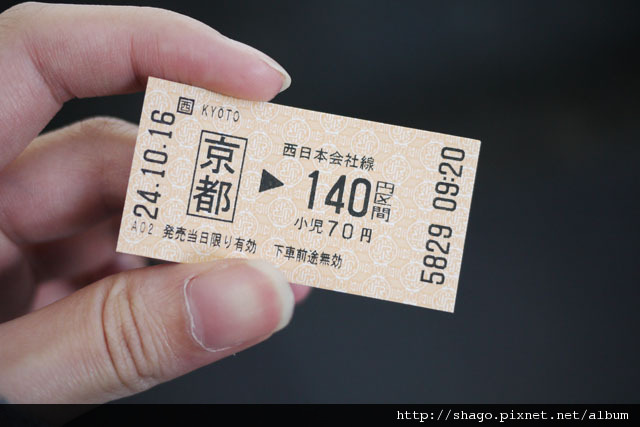 24.10.16
西 KYŌTO
京都
▶
西日本会社線
140円区間
小児70円
A02 発売当日限り有効 下車前途無効
5829 09:20
http://shago.pixnet.net/album